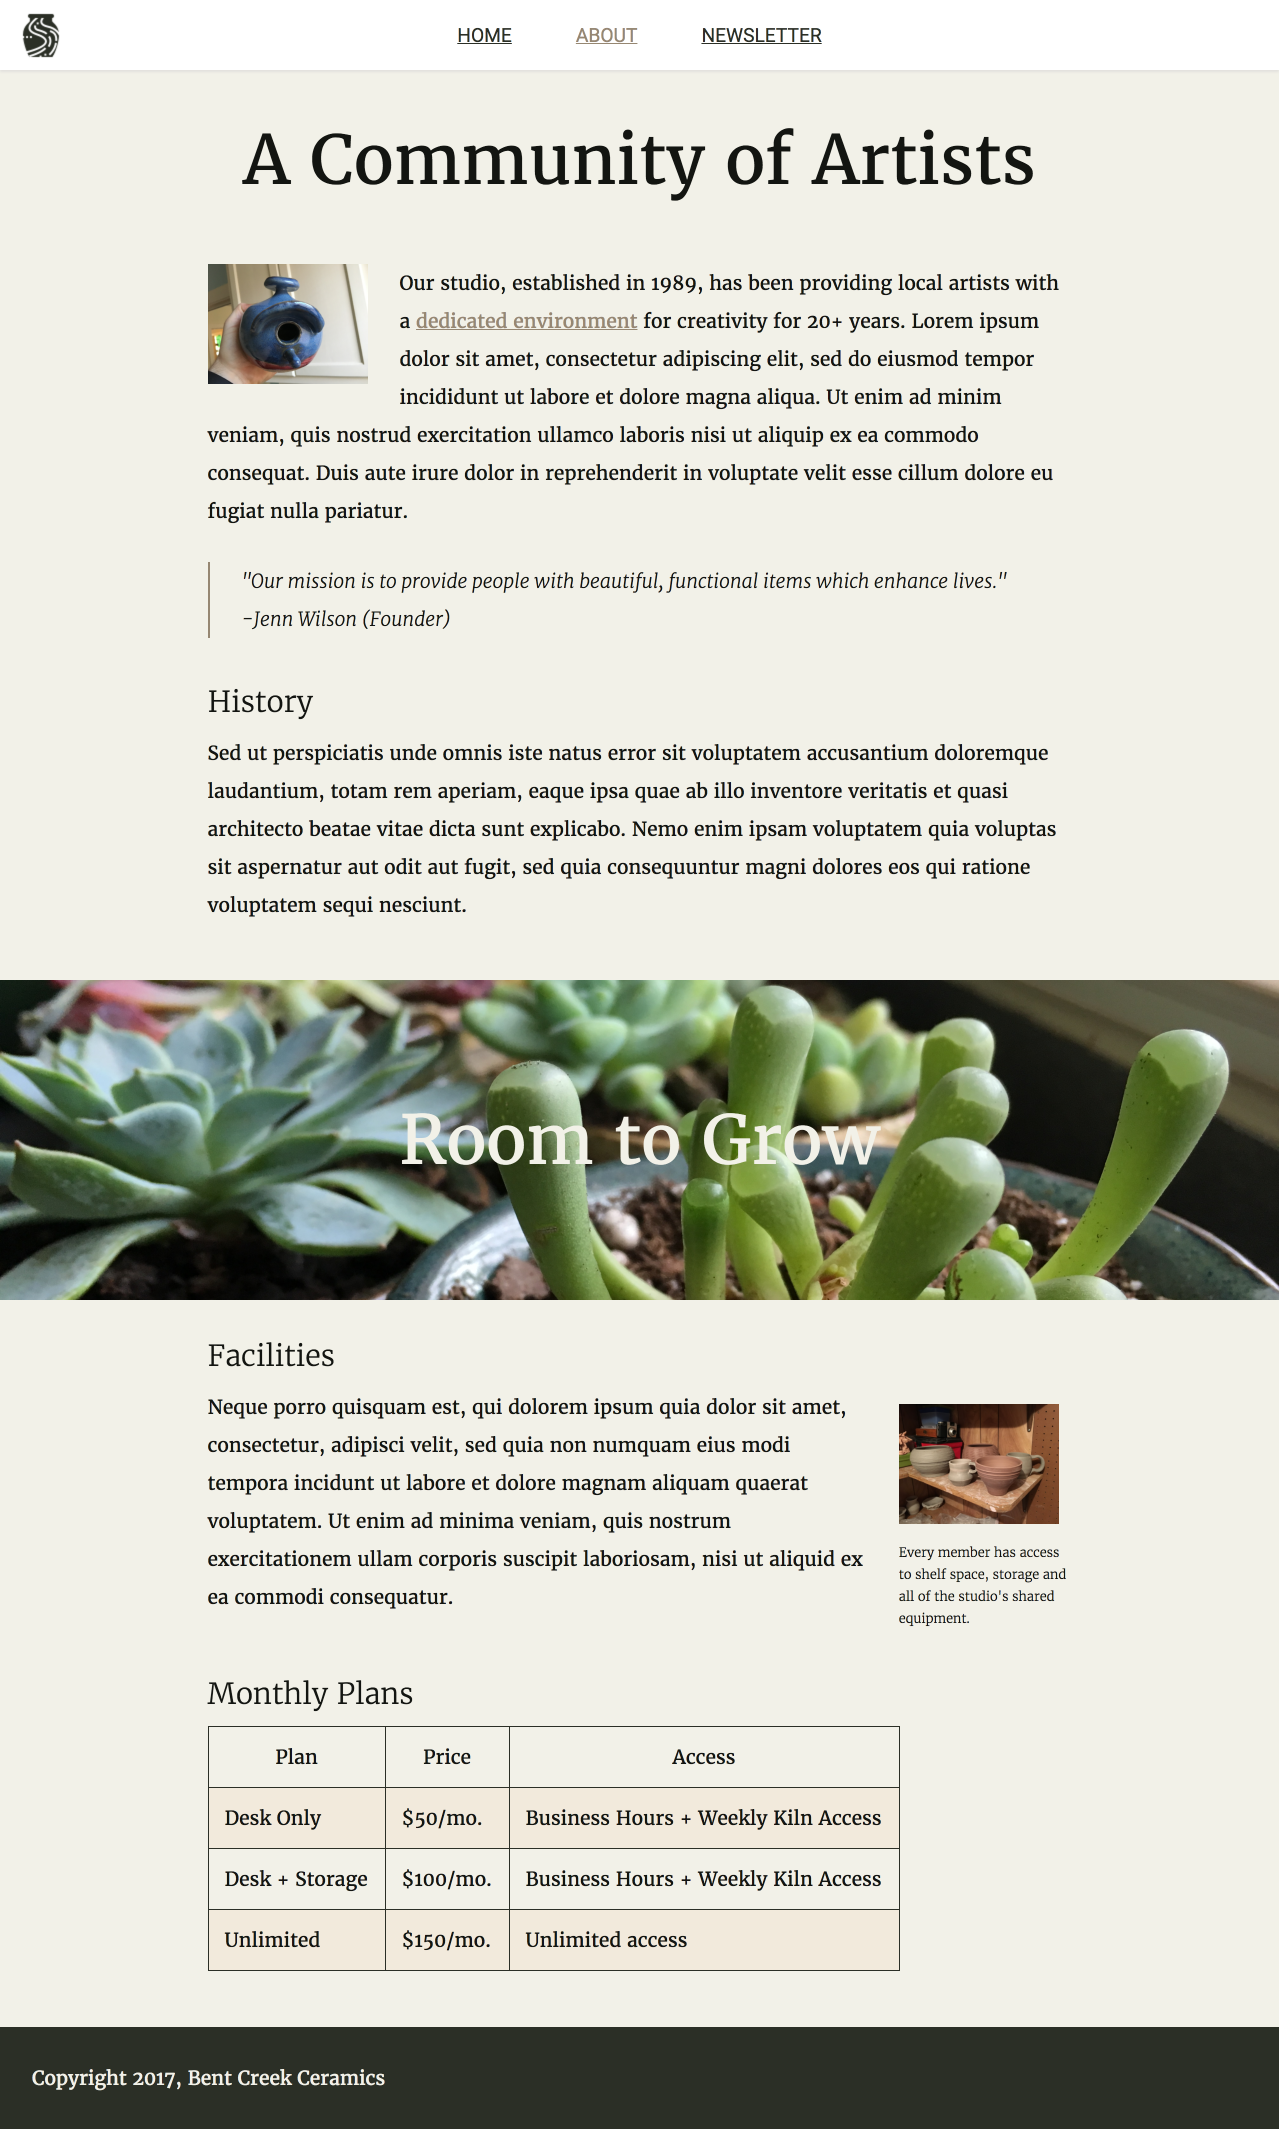 HOME ABOUT NEWSLETTER
A Community of Artists
Our studio, established in 1989, has been providing local artists with
a dedicated environment for creativity for 20+ years. Lorem ipsum
dolor sit amet, consectetur adipiscing elit, sed do eiusmod tempor
incididunt ut labore et dolore magna aliqua. Ut enim ad minim
veniam, quis nostrud exercitation ullamco laboris nisi ut aliquip ex ea commodo
consequat. Duis aute irure dolor in reprehenderit in voluptate velit esse cillum dolore eu
fugiat nulla pariatur.
"Our mission is to provide people with beautiful, functional items which enhance lives."
-Jenn Wilson (Founder)
History
Sed ut perspiciatis unde omnis iste natus error sit voluptatem accusantium doloremque
laudantium, totam rem aperiam, eaque ipsa quae ab illo inventore veritatis et quasi
architecto beatae vitae dicta sunt explicabo. Nemo enim ipsam voluptatem quia voluptas
sit aspernatur aut odit aut fugit, sed quia consequuntur magni dolores eos qui ratione
voluptatem sequi nesciunt.
Room to Grow
Facilities
Neque porro quisquam est, qui dolorem ipsum quia dolor sit amet,
consectetur, adipisci velit, sed quia non numquam eius modi
tempora incidunt ut labore et dolore magnam aliquam quaerat
voluptatem. Ut enim ad minima veniam, quis nostrum
exercitationem ullam corporis suscipit laboriosam, nisi ut aliquid ex
ea commodi consequatur.
Every member has access
to shelf space, storage and
all of the studio's shared
equipment.
Monthly Plans
Plan Price Access
Desk Only $50/mo. Business Hours + Weekly Kiln Access
Desk + Storage $100/mo. Business Hours + Weekly Kiln Access
Unlimited $150/mo. Unlimited access
Copyright 2017, Bent Creek Ceramics